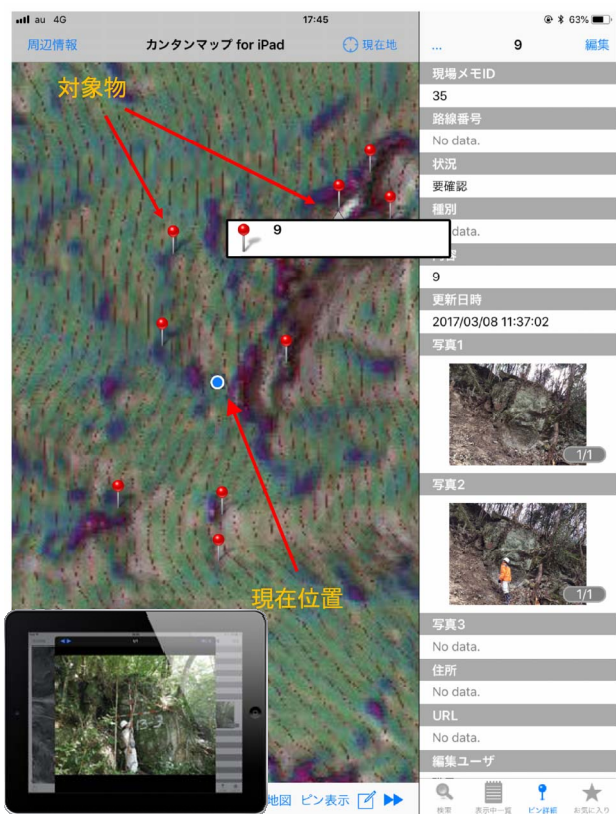 au 4G
17:45
63%
周辺情報
カンタンマップ for iPad
現在地
...
9
編集
対象物
9
現在位置
現場メモID
35
路線番号
No data.
状況
要確認
種別
data.
9
更新日時
2017/03/08 11:37:02
写真1
1/1
写真2
1/1
写真3
No data.
住所
No data.
URL
No data.
編集ユーザ
13-3
地図 ピン表示
検索
表示中一覧
ピン詳細
お気に入り